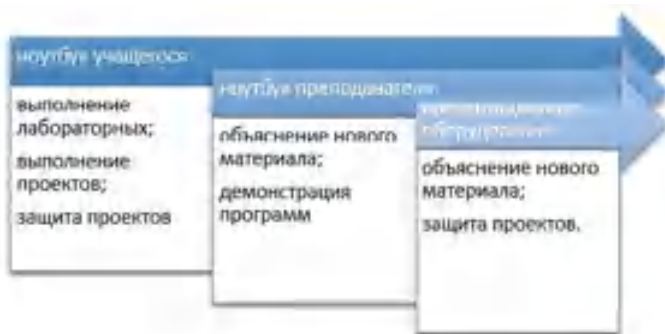 ноутбук учащегося
выполнение
лабораторных;
выполнение
проектов;
защита проектов
ноутбук преподавателя
объяснение нового
материала;
демонстрация
программ
оборудование
объяснение нового
материала;
защита проектов.